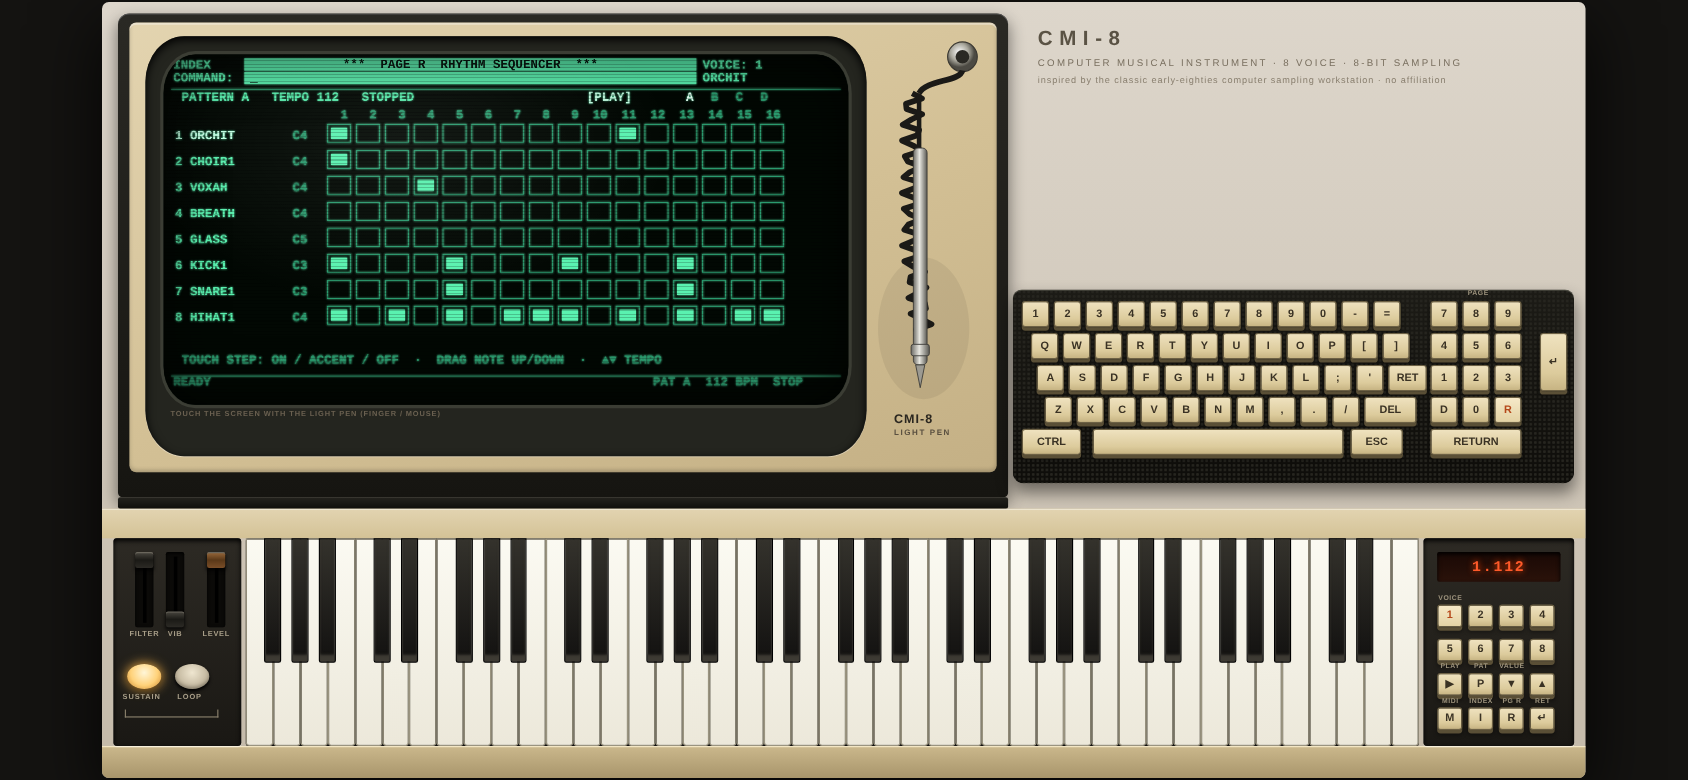 INDEX *** PAGE R RHYTHM SEQUENCER *** VOICE: 1
COMMAND: _ ORCHIT
PATTERN A TEMPO 112 STOPPED [PLAY] A B C D
1 2 3 4 5 6 7 8 9 10 11 12 13 14 15 16
1 ORCHIT C4
2 CHOIR1 C4
3 VOXAH C4
4 BREATH C4
5 GLASS C5
6 KICK1 C3
7 SNARE1 C3
8 HIHAT1 C4
TOUCH STEP: ON / ACCENT / OFF · DRAG NOTE UP/DOWN · ▲▼ TEMPO
READY PAT A 112 BPM STOP
TOUCH THE SCREEN WITH THE LIGHT PEN (FINGER / MOUSE)
CMI-8
LIGHT PEN
CMI-8
COMPUTER MUSICAL INSTRUMENT · 8 VOICE · 8-BIT SAMPLING
inspired by the classic early-eighties computer sampling workstation · no affiliation
PAGE
1 2 3 4 5 6 7 8 9 0 - = 7 8 9
Q W E R T Y U I O P [ ] 4 5 6 ↵
A S D F G H J K L ; ' RET 1 2 3
Z X C V B N M , . / DEL D 0 R
CTRL ESC RETURN
FILTER VIB LEVEL
SUSTAIN LOOP
1.112
VOICE
1 2 3 4
5 6 7 8
PLAY PAT VALUE
▶ P ▼ ▲
MIDI INDEX PG R RET
M I R ↵